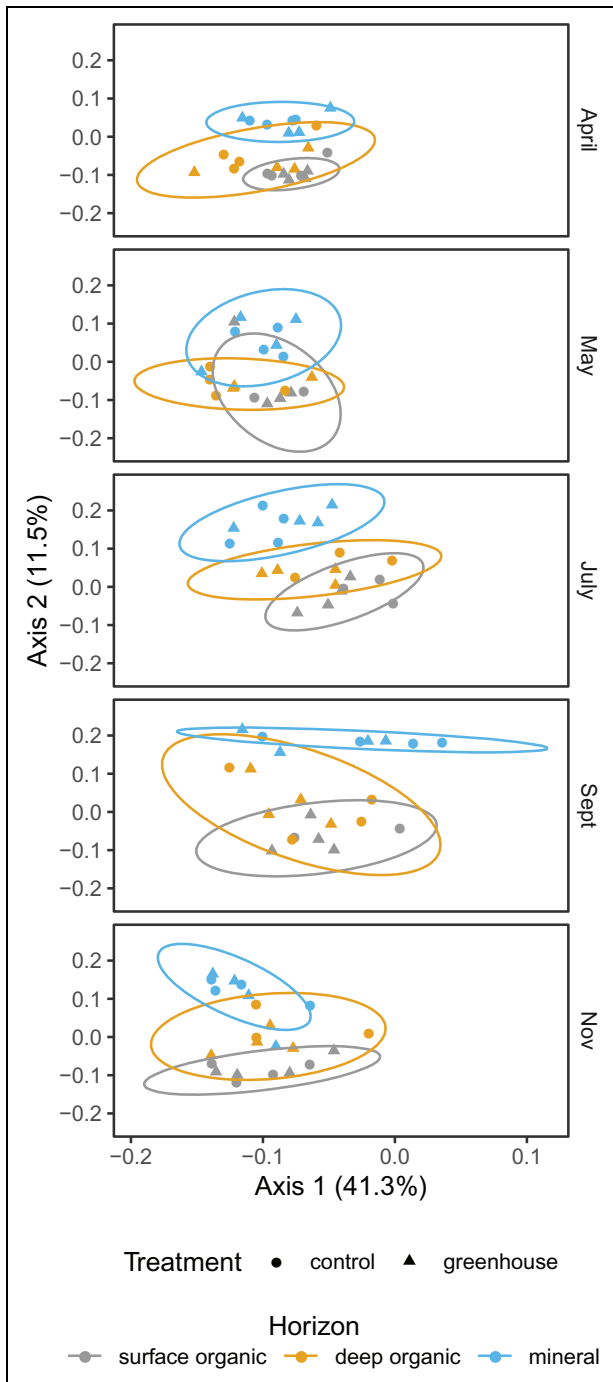 0.2
0.1
0.0
−0.1
−0.2
April
0.2
0.1
0.0
−0.1
−0.2
May
0.2
0.1
0.0
−0.1
−0.2
July
Axis 2 (11.5%)
0.2
0.1
0.0
−0.1
−0.2
Sept
0.2
0.1
0.0
−0.1
−0.2
Nov
−0.2 −0.1 0.0 0.1
Axis 1 (41.3%)
Treatment control greenhouse
Horizon
surface organic deep organic mineral